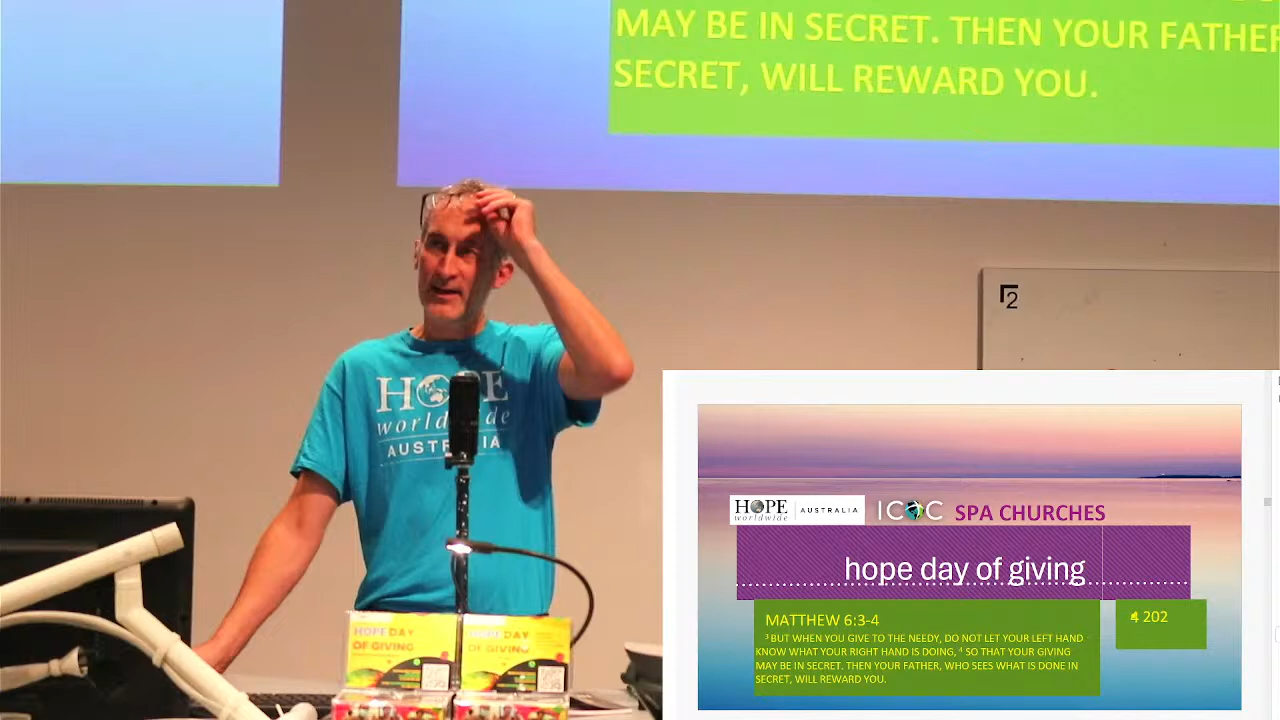 MAY BE IN SECRET. THEN YOUR FATHER
SECRET, WILL REWARD YOU.
2
HOPE
worldwide
AUSTRALIA
HOPE worldwide AUSTRALIA ICOC SPA CHURCHES
hope day of giving
MATTHEW 6:3-4
3 BUT WHEN YOU GIVE TO THE NEEDY, DO NOT LET YOUR LEFT HAND
KNOW WHAT YOUR RIGHT HAND IS DOING, 4 SO THAT YOUR GIVING
MAY BE IN SECRET. THEN YOUR FATHER, WHO SEES WHAT IS DONE IN
SECRET, WILL REWARD YOU.
202
HOPE DAY
OF GIVING
HOPE DAY
OF GIVING